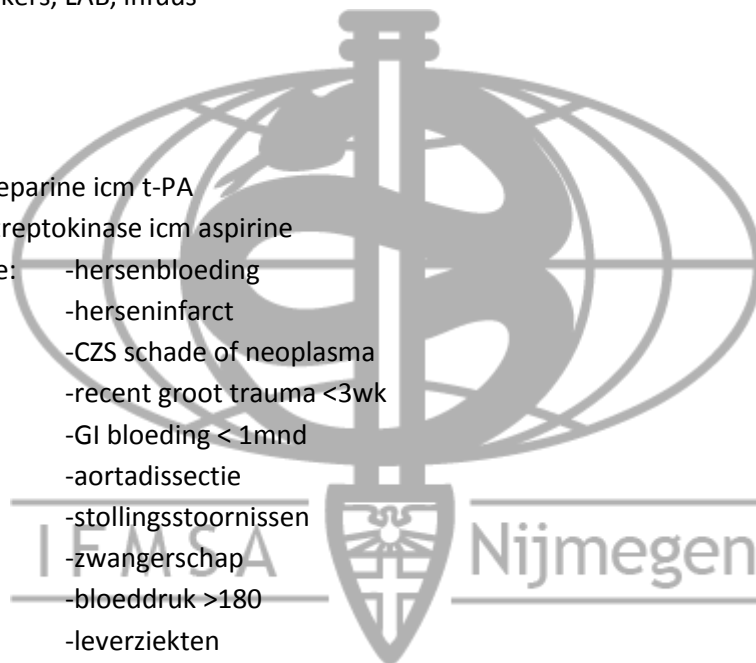 LAB, infuus
eparine icm t-PA
reptokinase icm aspirine
e: -hersenbloeding
-herseninfarct
-CZS schade of neoplasma
-recent groot trauma <3wk
-GI bloeding < 1mnd
-aortadissectie
-stollingsstoornissen
IFMSA Nijmegen
-zwangerschap
-bloeddruk >180
-leverziekten